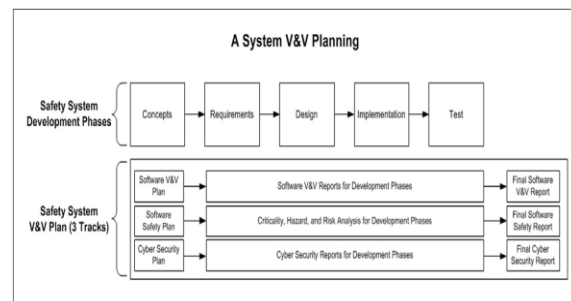 A System V&V Planning
Safety System
Development Phases
Concepts
Requirements
Design
Implementation
Test
Safety System
V&V Plan (3 Tracks)
Software V&V
Plan
Software V&V Reports for Development Phases
Final Software
V&V Report
Software
Safety Plan
Criticality, Hazard, and Risk Analysis for Development Phases
Final Software
Safety Report
Cyber Security
Plan
Cyber Security Reports for Development Phases
Final Cyber
Security Report